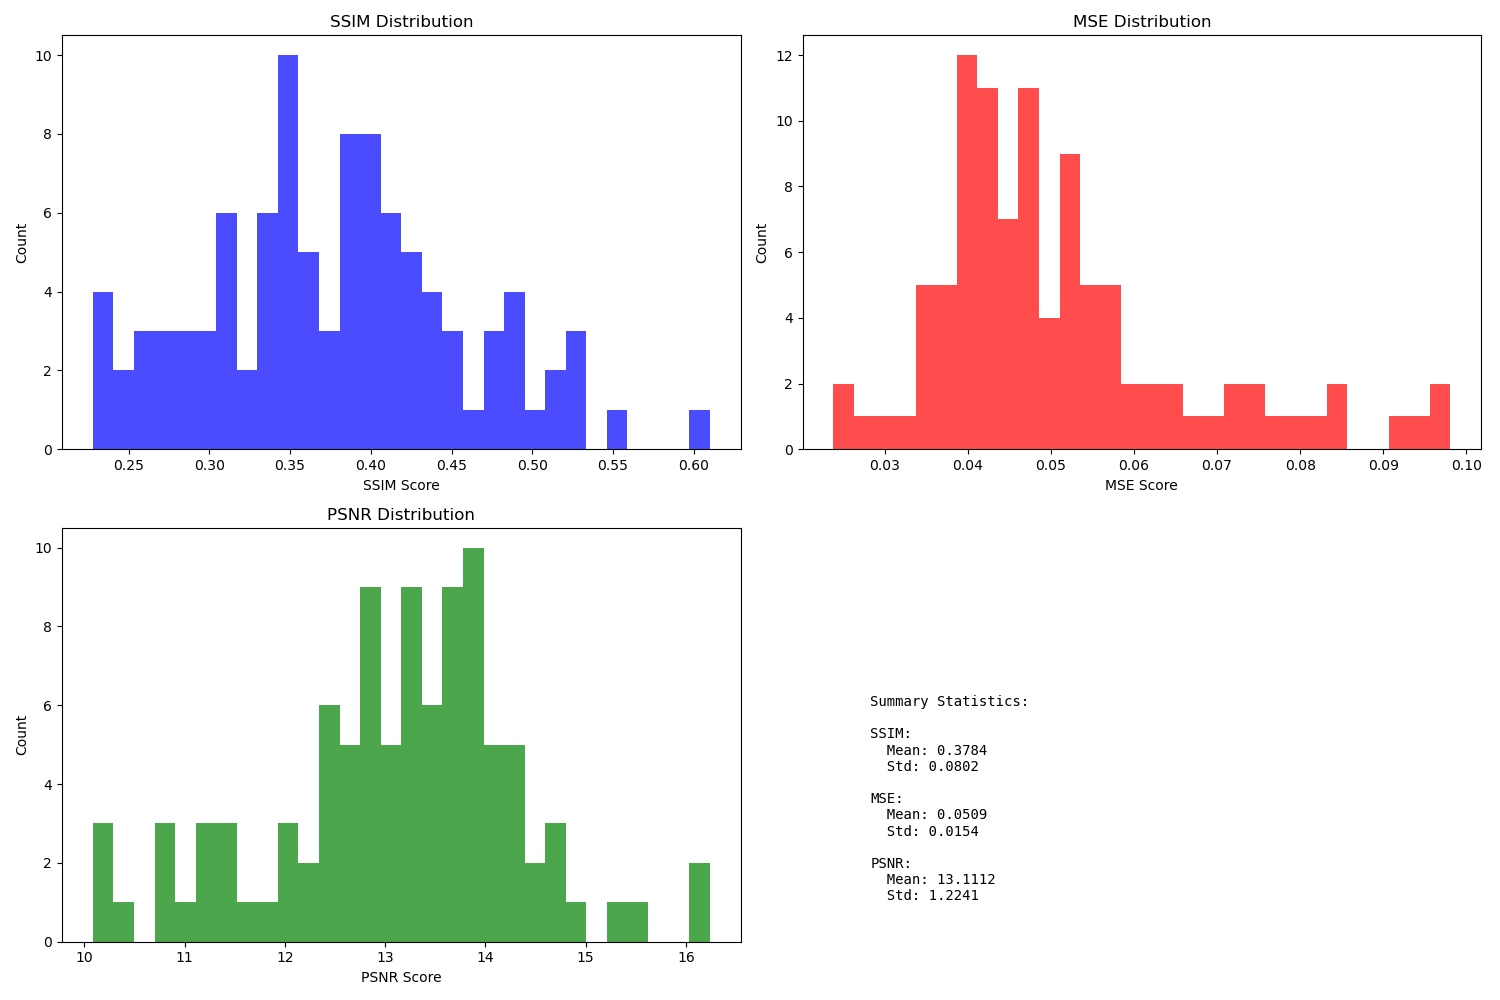 SSIM Distribution
10
8
6
4
2
0
Count
0.25 0.30 0.35 0.40 0.45 0.50 0.55 0.60
SSIM Score
MSE Distribution
12
10
8
6
4
2
0
Count
0.03 0.04 0.05 0.06 0.07 0.08 0.09 0.10
MSE Score
PSNR Distribution
10
8
6
4
2
0
Count
10 11 12 13 14 15 16
PSNR Score
Summary Statistics:
SSIM:
Mean: 0.3784
Std: 0.0802
MSE:
Mean: 0.0509
Std: 0.0154
PSNR:
Mean: 13.1112
Std: 1.2241